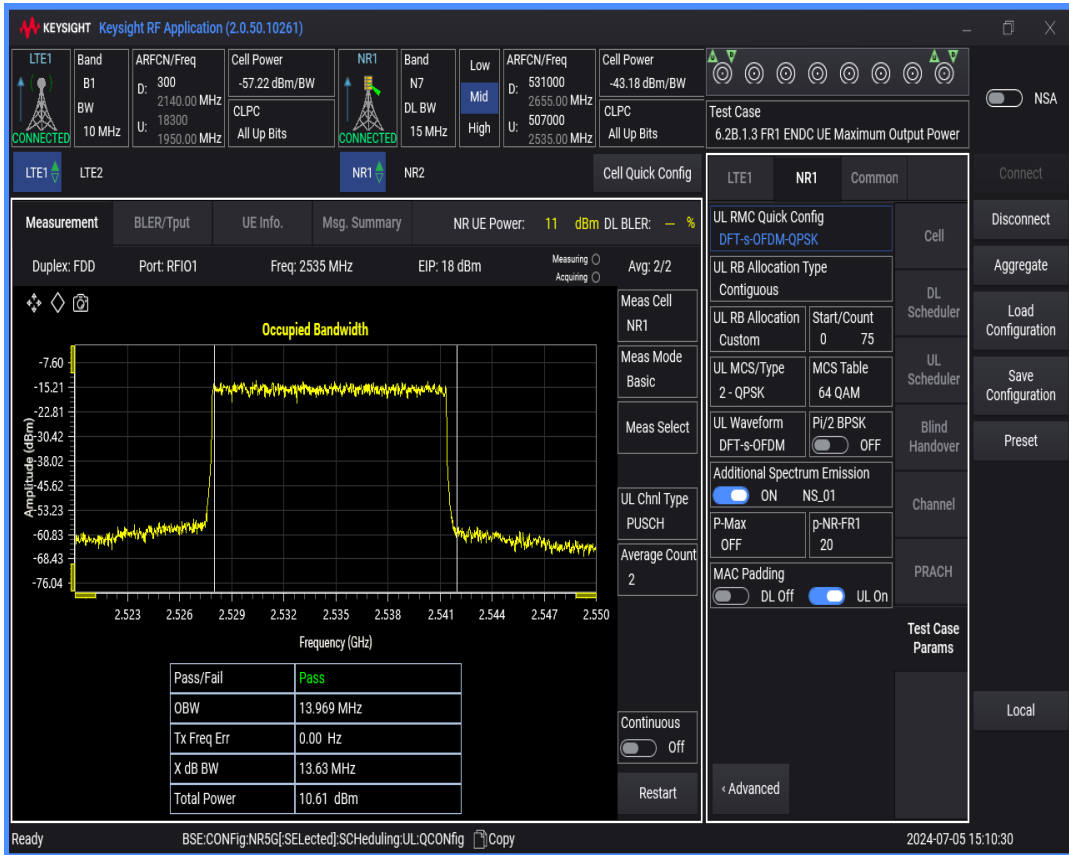 KEYSIGHT Keysight RF Application (2.0.50.10261)
LTE1 Band ARFCN/Freq Cell Power NR1 Band Low ARFCN/Freq Cell Power
B1 D: 300 -57.22 dBm/BW N7 D: 531000 -43.18 dBm/BW
2140.00 MHz Mid 2655.00 MHz
BW U: 18300 CLPC DL BW U: 507000 CLPC
CONNECTED 10 MHz 1950.00 MHz All Up Bits CONNECTED 15 MHz High 2535.00 MHz All Up Bits
Test Case
6.2B.1.3 FR1 ENDC UE Maximum Output Power
NSA
LTE1 LTE2 NR1 NR2 Cell Quick Config
LTE1 NR1 Common
Connect
Measurement BLER/Tput UE Info. Msg. Summary NR UE Power: 11 dBm DL BLER: --- %
Duplex: FDD Port: RFIO1 Freq: 2535 MHz EIP: 18 dBm Measuring Avg: 2/2
Acquiring
Occupied Bandwidth
Amplitude (dBm)
-7.60
-15.21
-22.81
-30.42
-38.02
-45.62
-53.23
-60.83
-68.43
-76.04
2.523 2.526 2.529 2.532 2.535 2.538 2.541 2.544 2.547 2.550
Frequency (GHz)
Pass/Fail Pass
OBW 13.969 MHz
Tx Freq Err 0.00 Hz
X dB BW 13.63 MHz
Total Power 10.61 dBm
Meas Cell
NR1
Meas Mode
Basic
Meas Select
UL Chnl Type
PUSCH
Average Count
2
Continuous
Off
Restart
UL RMC Quick Config
DFT-s-OFDM-QPSK
UL RB Allocation Type
Contiguous
UL RB Allocation Start/Count
Custom 0 75
UL MCS/Type MCS Table
2 - QPSK 64 QAM
UL Waveform Pi/2 BPSK
DFT-s-OFDM OFF
Additional Spectrum Emission
ON NS_01
P-Max p-NR-FR1
OFF 20
MAC Padding
DL Off UL On
‹ Advanced
Cell
DL
Scheduler
UL
Scheduler
Blind
Handover
Channel
PRACH
Test Case
Params
Disconnect
Aggregate
Load
Configuration
Save
Configuration
Preset
Local
Ready BSE:CONFig:NR5G[:SELected]:SCHeduling:UL:QCONfig Copy 2024-07-05 15:10:30